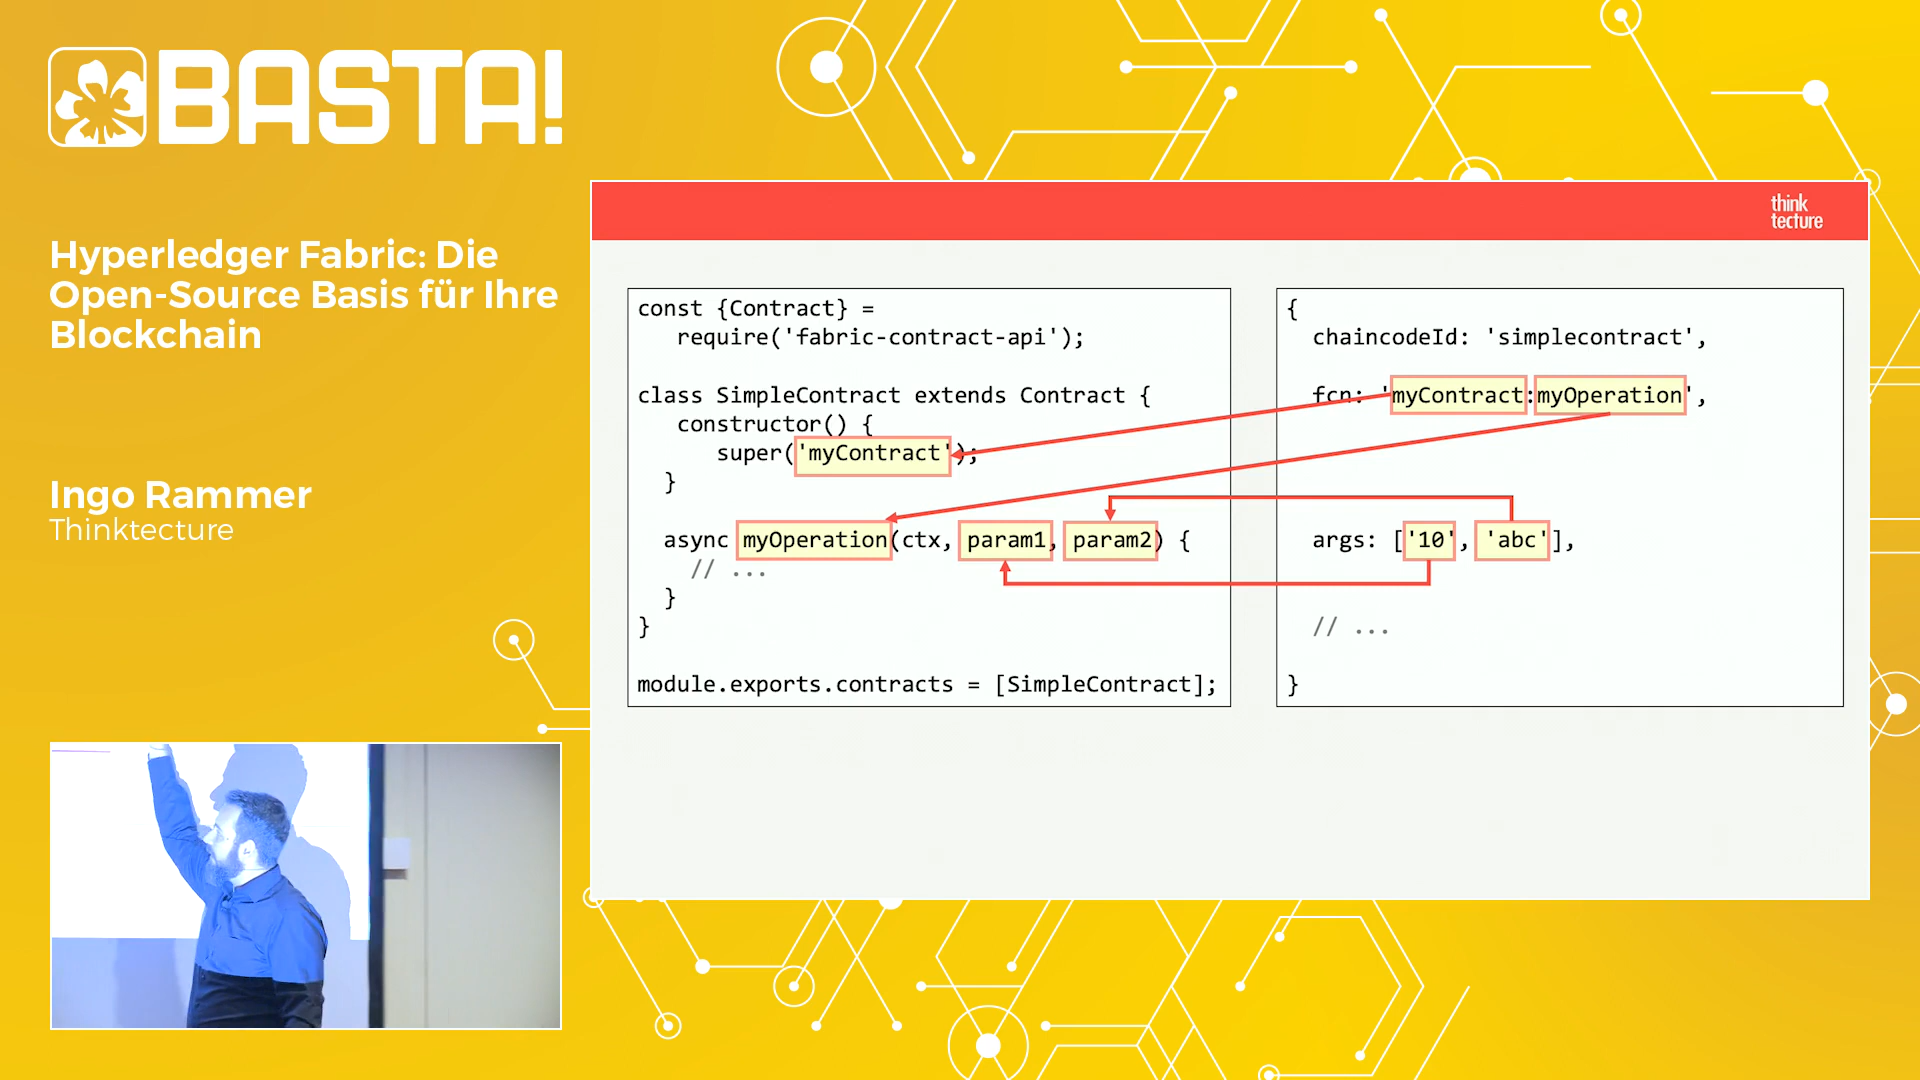 BASTA!
Hyperledger Fabric: Die
Open-Source Basis für Ihre
Blockchain
Ingo Rammer
Thinktecture
think
tecture
const {Contract} =
require('fabric-contract-api');
class SimpleContract extends Contract {
constructor() {
super('myContract');
}
async myOperation(ctx, param1, param2) {
// ...
}
}
module.exports.contracts = [SimpleContract];
{
chaincodeId: 'simplecontract',
fcn: 'myContract:myOperation',
args: ['10', 'abc'],
// ...
}